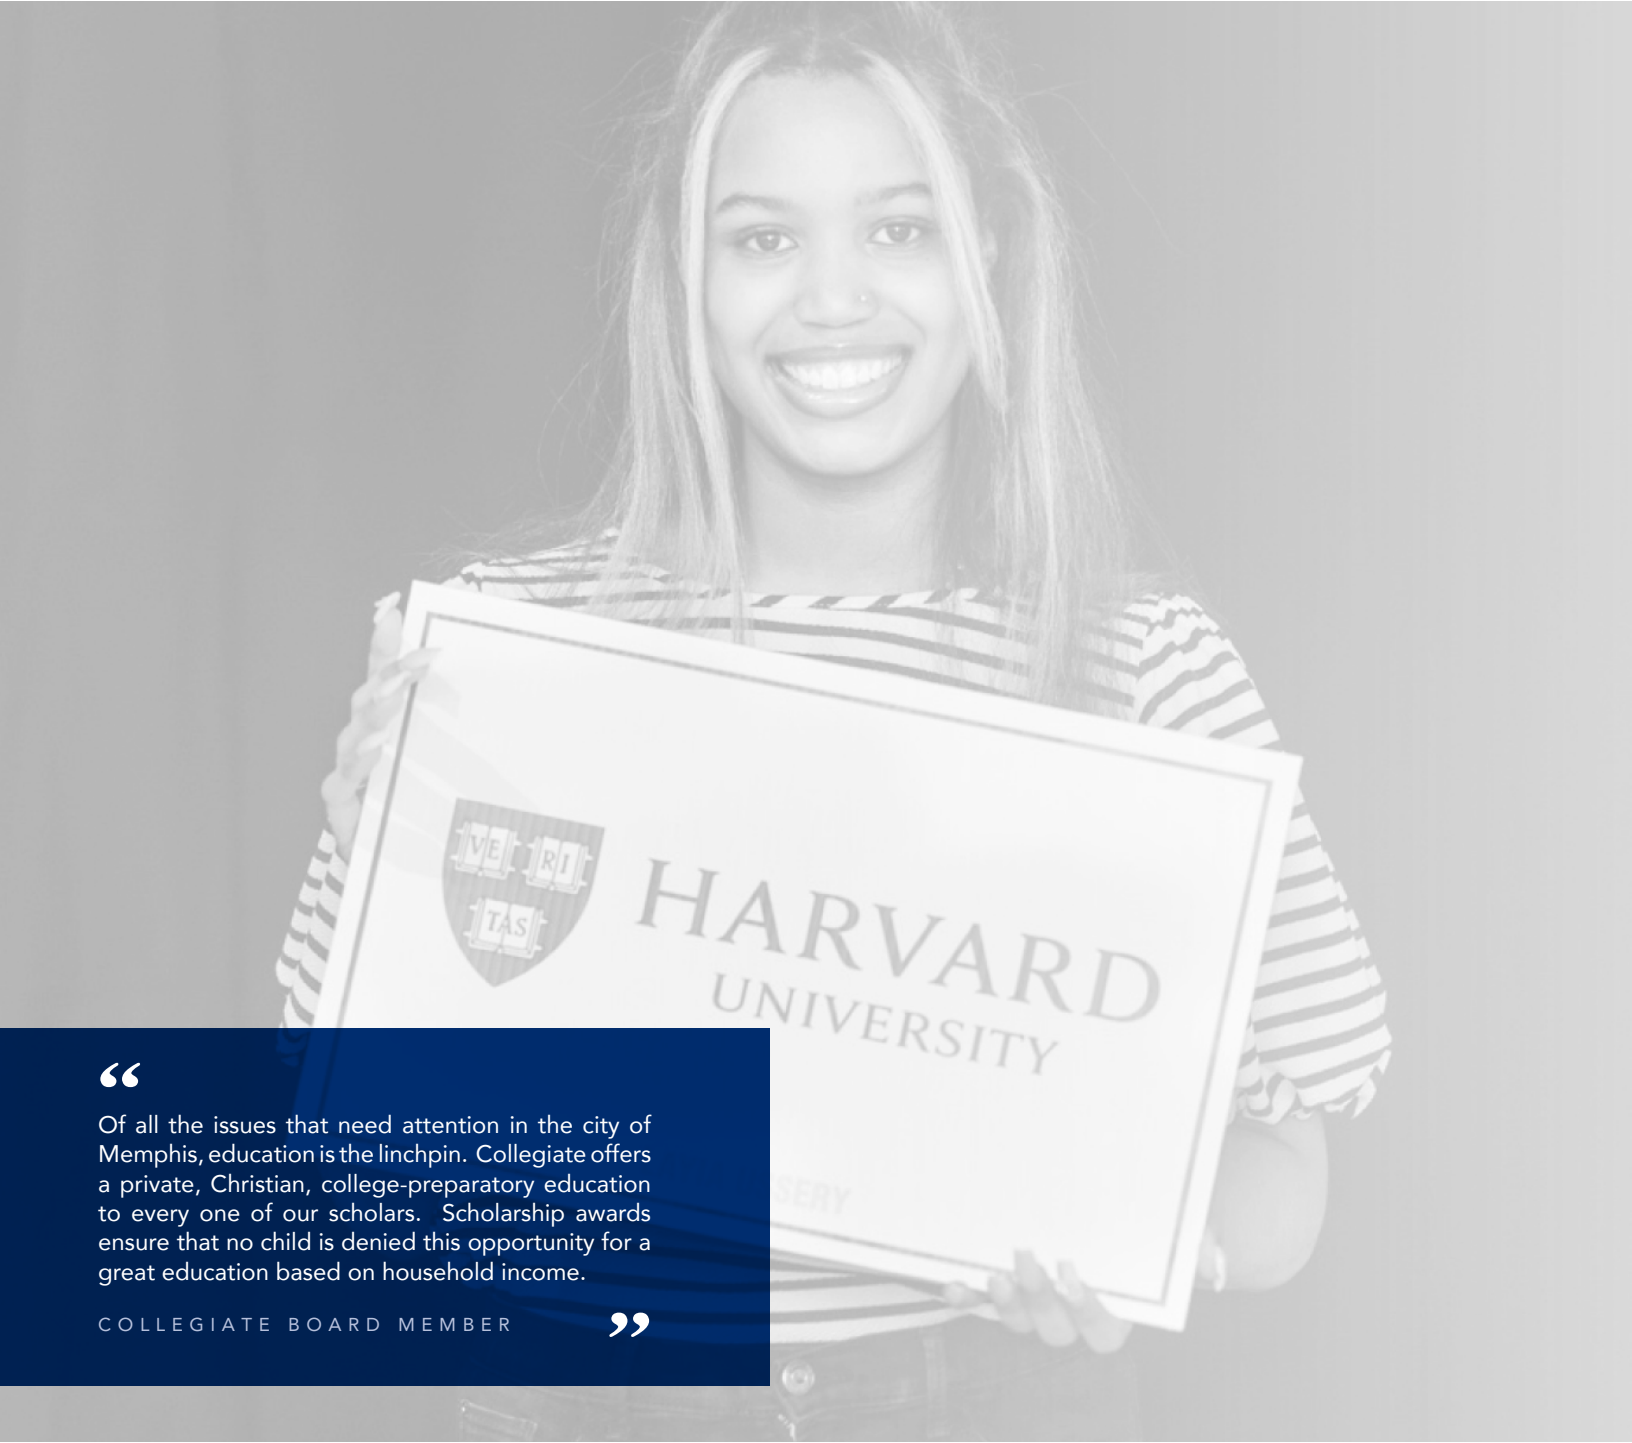 VE RI
TAS
HARVARD
UNIVERSITY
“
Of all the issues that need attention in the city of
Memphis, education is the linchpin. Collegiate offers
a private, Christian, college-preparatory education
to every one of our scholars. Scholarship awards
ensure that no child is denied this opportunity for a
great education based on household income.
COLLEGIATE BOARD MEMBER ”